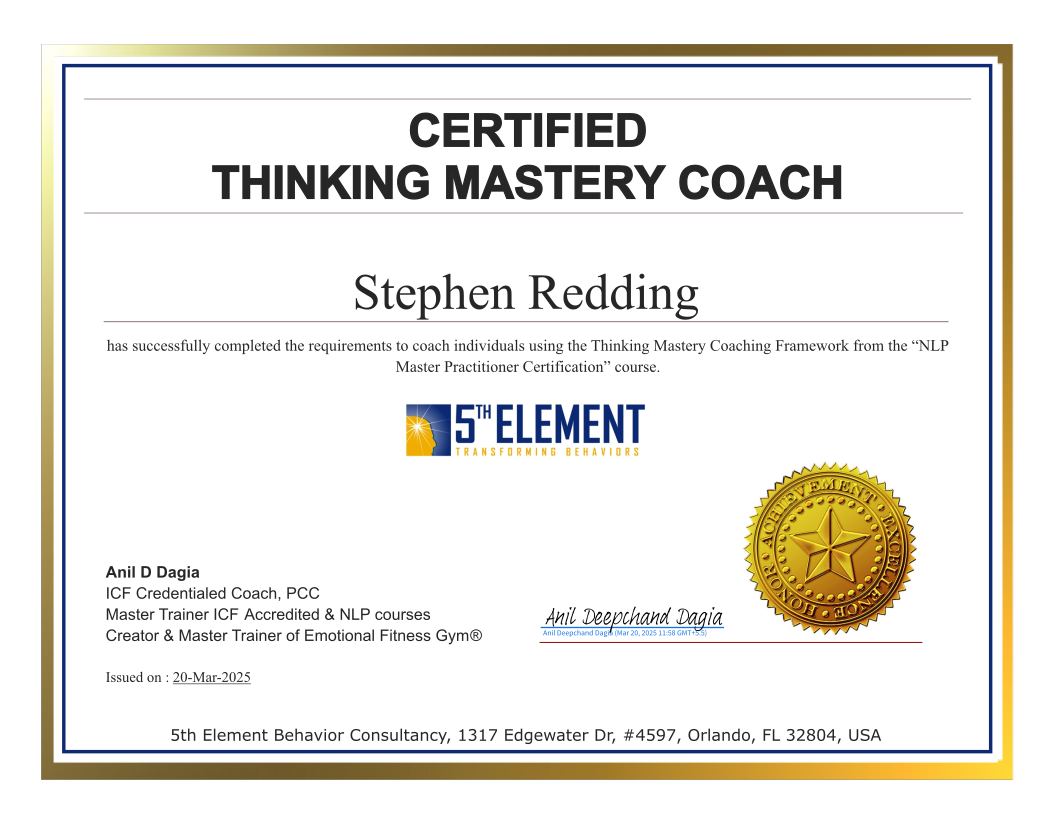 CERTIFIED
THINKING MASTERY COACH
Stephen Redding
has successfully completed the requirements to coach individuals using the Thinking Mastery Coaching Framework from the “NLP
Master Practitioner Certification” course.
5TH ELEMENT
TRANSFORMING BEHAVIORS
ACHIEVEMENT • EXCELLENCE • HONOR •
Anil D Dagia
ICF Credentialed Coach, PCC
Master Trainer ICF Accredited & NLP courses
Creator & Master Trainer of Emotional Fitness Gym®
Anil Deepchand Dagia
Anil Deepchand Dagia (Mar 20, 2025 11:58 GMT+5.5)
Issued on : 20-Mar-2025
5th Element Behavior Consultancy, 1317 Edgewater Dr, #4597, Orlando, FL 32804, USA